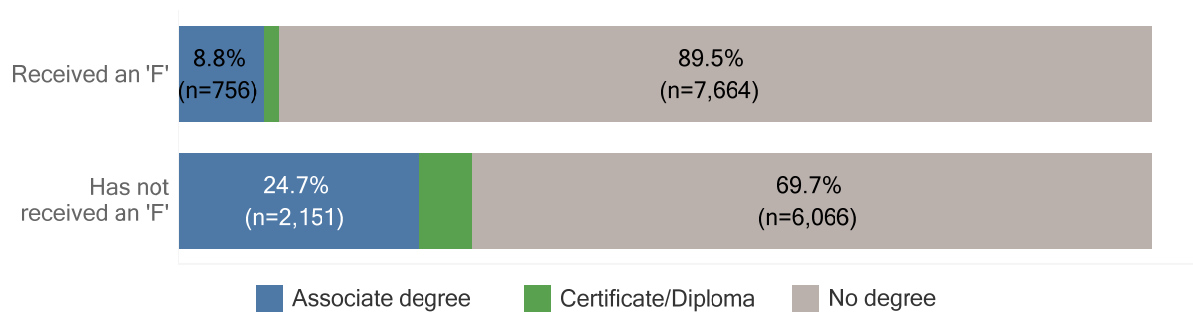 Received an 'F'
8.8%
(n=756)
89.5%
(n=7,664)
Has not
received an 'F'
24.7%
(n=2,151)
69.7%
(n=6,066)
Associate degree
Certificate/Diploma
No degree